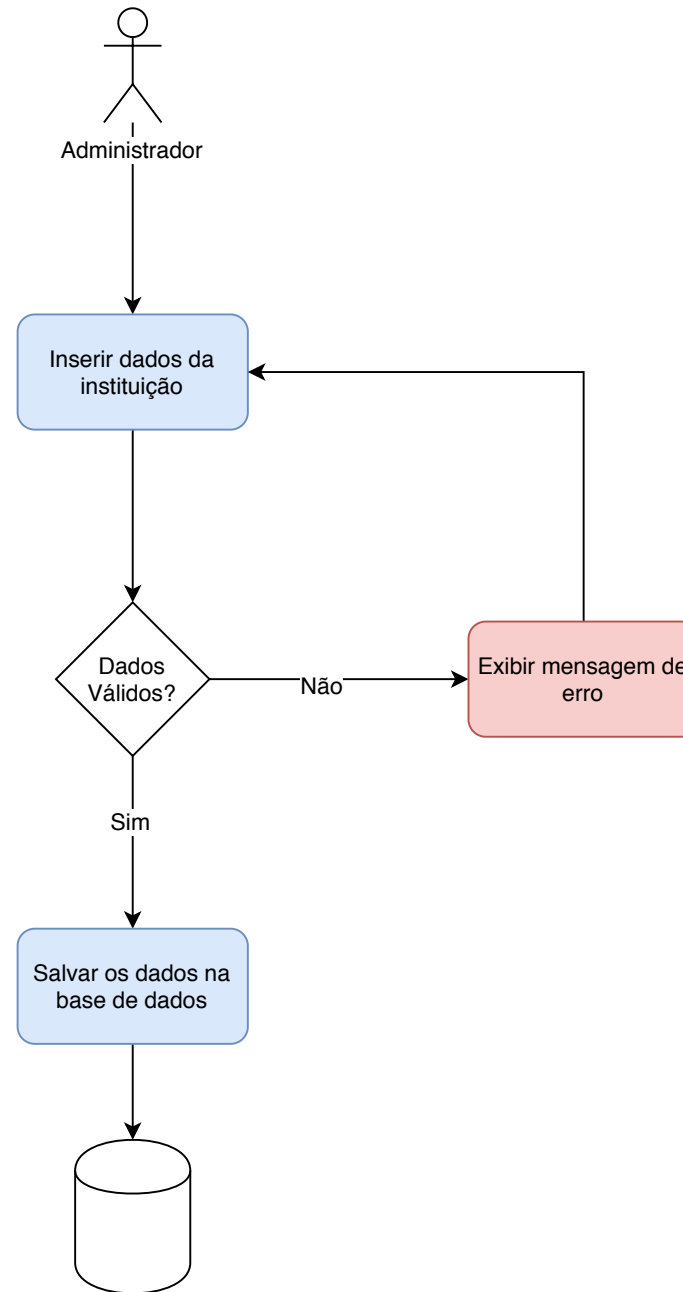 Administrador
Inserir dados da
instituição
Dados
Válidos?
Não
Exibir mensagem de
erro
Sim
Salvar os dados na
base de dados